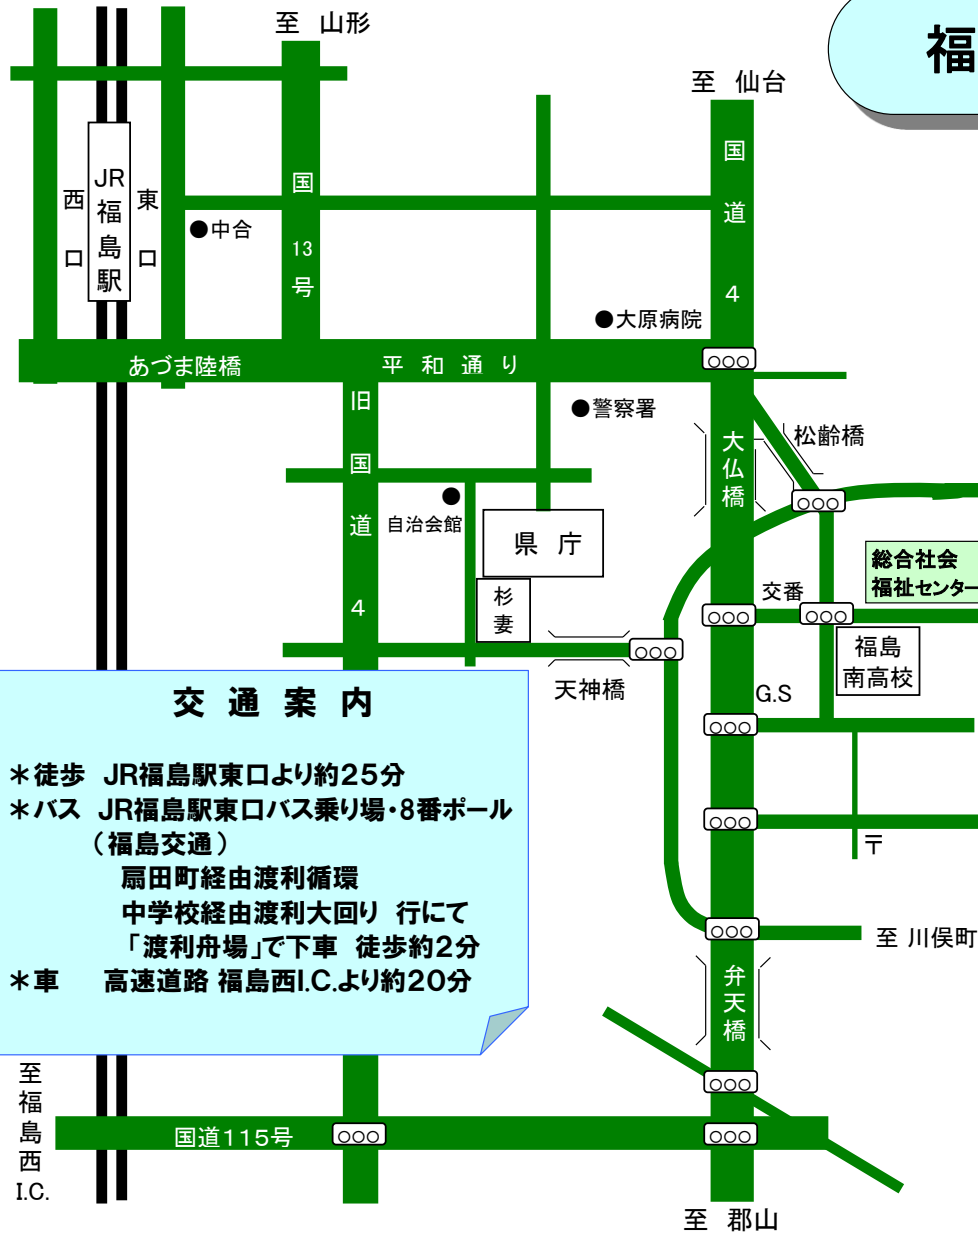 至 山形
福
至 仙台
国道4
JR福島駅
西口
東口
国13号
●中合
●大原病院
あづま陸橋
平和通り
旧国道4
●警察署
大仏橋
松齢橋
自治会館
県庁
総合社会
福祉センター
杉妻
交番
福島
南高校
天神橋
G.S
交通案内
＊徒歩 JR福島駅東口より約25分
＊バス JR福島駅東口バス乗り場・8番ポール
（福島交通）
扇田町経由渡利循環
中学校経由渡利大回り 行にて
「渡利舟場」で下車 徒歩約2分
＊車 高速道路 福島西I.C.より約20分
〒
至 川俣町
弁天橋
至福島西I.C.
国道115号
至 郡山